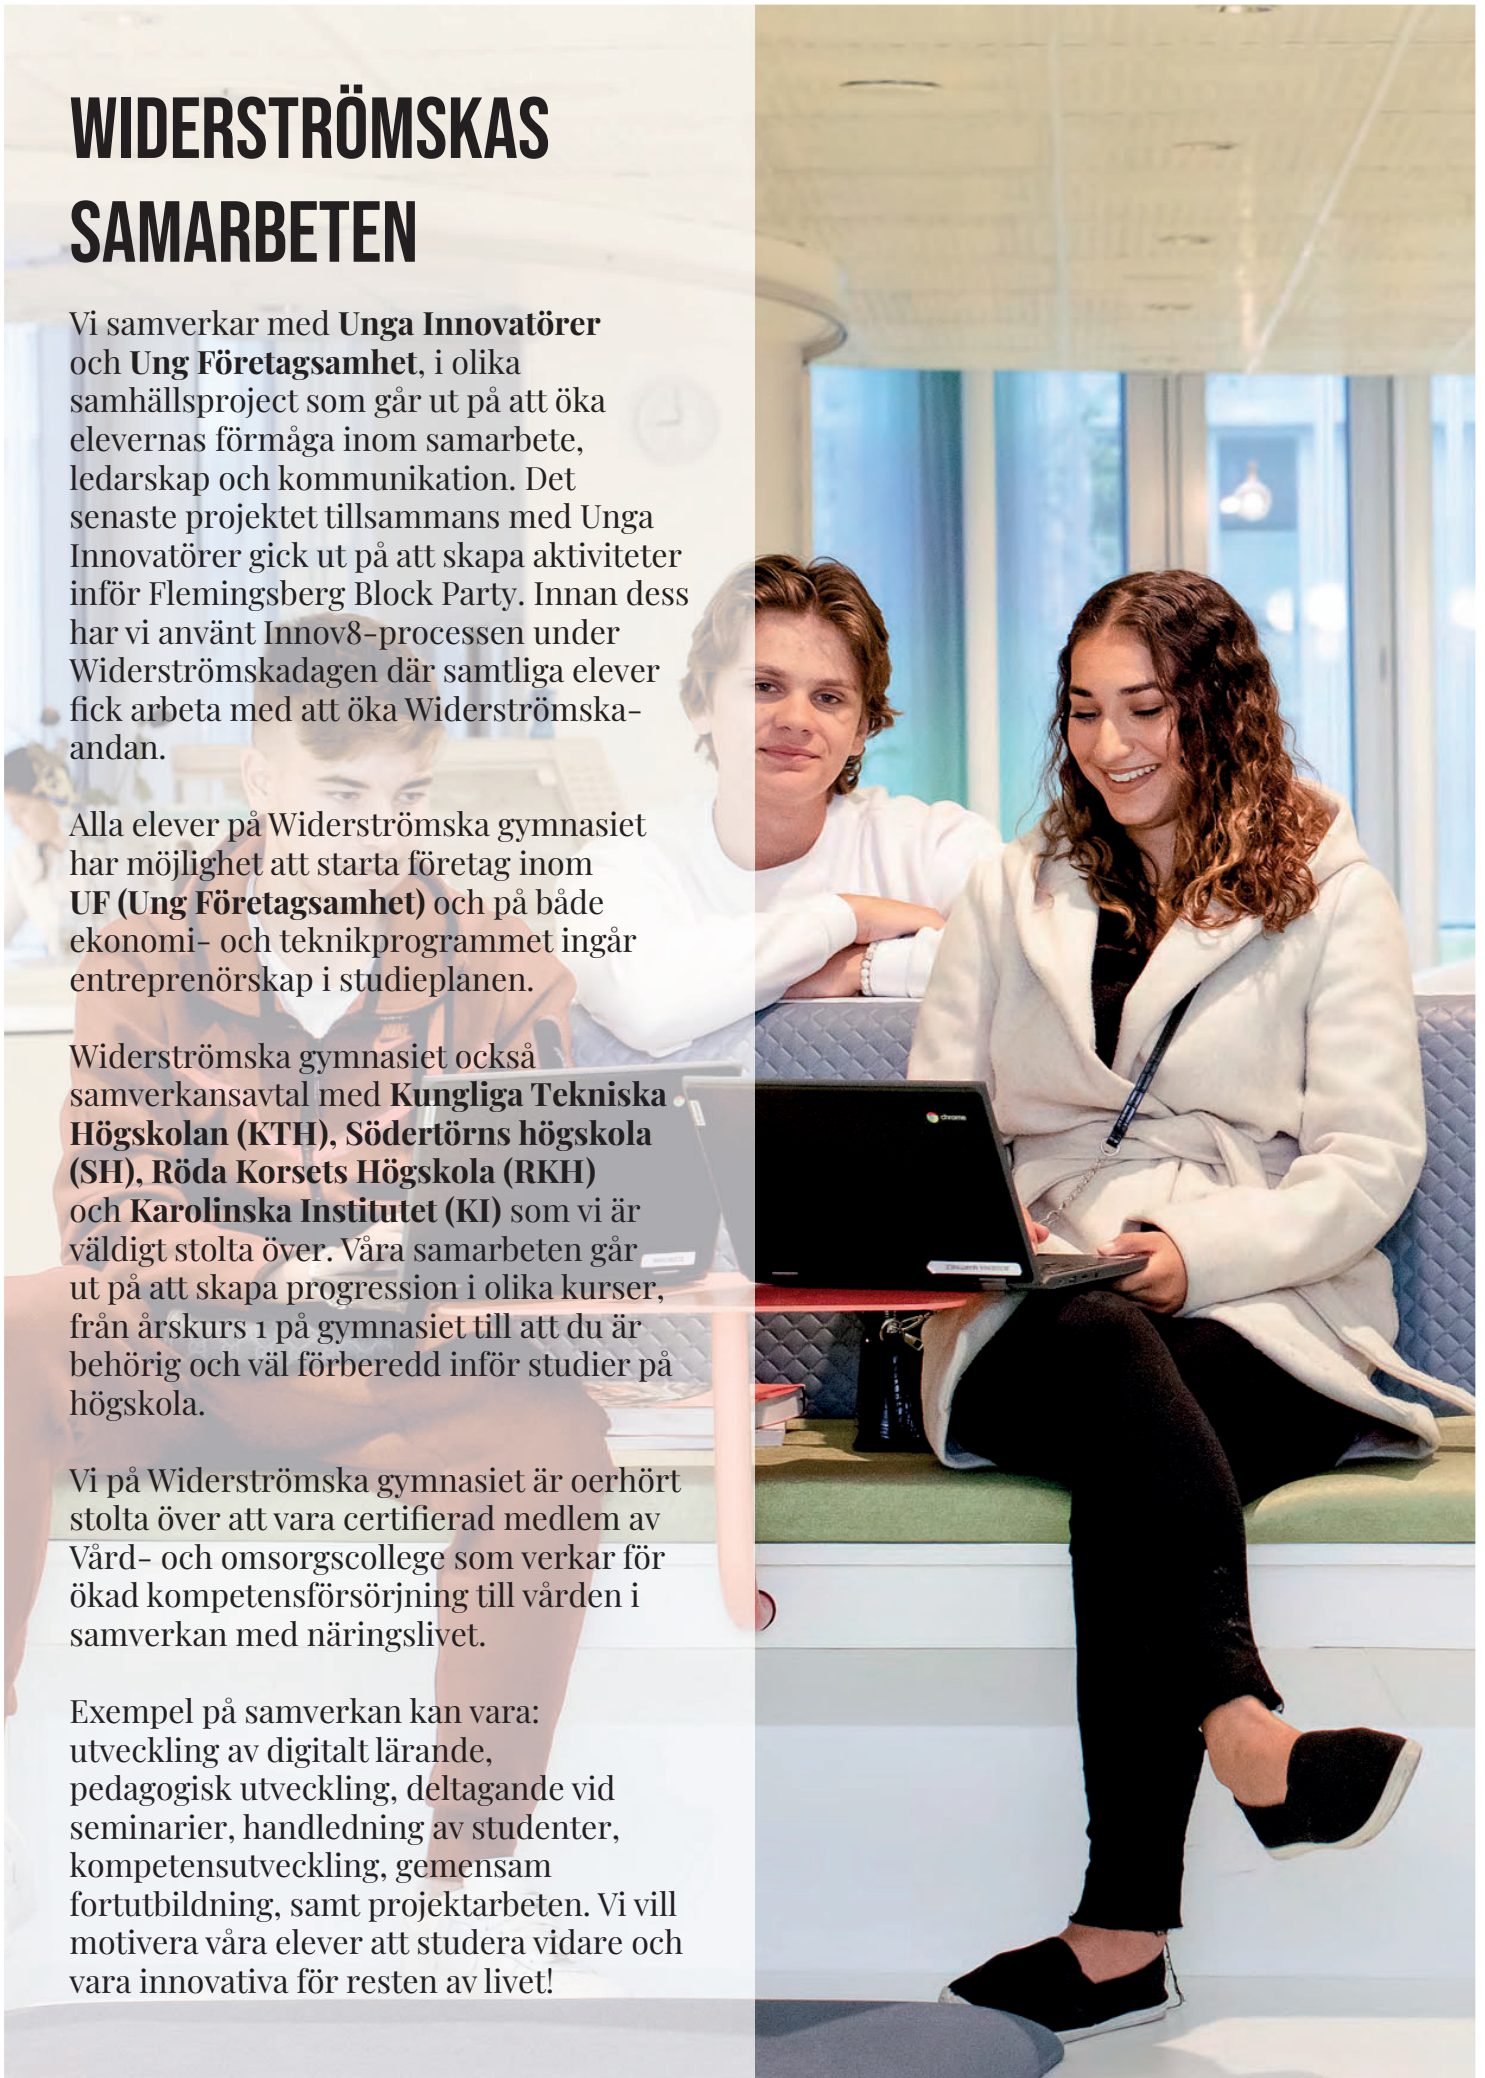 WIDERSTRÖMSKAS
SAMARBETEN
Vi samverkar med Unga Innovatörer
och Ung Företagsamhet, i olika
samhällsproject som går ut på att öka
elevernas förmåga inom samarbete,
ledarskap och kommunikation. Det
senaste projektet tillsammans med Unga
Innovatörer gick ut på att skapa aktiviteter
inför Flemingsberg Block Party. Innan dess
har vi använt Innov8-processen under
Widerströmskadagen där samtliga elever
fick arbeta med att öka Widerströmska-
andan.
Alla elever på Widerströmska gymnasiet
har möjlighet att starta företag inom
UF (Ung Företagsamhet) och på både
ekonomi- och teknikprogrammet ingår
entreprenörskap i studieplanen.
Widerströmska gymnasiet också
samverkansavtal med Kungliga Tekniska
Högskolan (KTH), Södertörns högskola
(SH), Röda Korsets Högskola (RKH)
och Karolinska Institutet (KI) som vi är
väldigt stolta över. Våra samarbeten går
ut på att skapa progression i olika kurser,
från årskurs 1 på gymnasiet till att du är
behörig och väl förberedd inför studier på
högskola.
Vi på Widerströmska gymnasiet är oerhört
stolta över att vara certifierad medlem av
Vård- och omsorgscollege som verkar för
ökad kompetensförsörjning till vården i
samverkan med näringslivet.
Exempel på samverkan kan vara:
utveckling av digitalt lärande,
pedagogisk utveckling, deltagande vid
seminarier, handledning av studenter,
kompetensutveckling, gemensam
fortutbildning, samt projektarbeten. Vi vill
motivera våra elever att studera vidare och
vara innovativa för resten av livet!
chrome